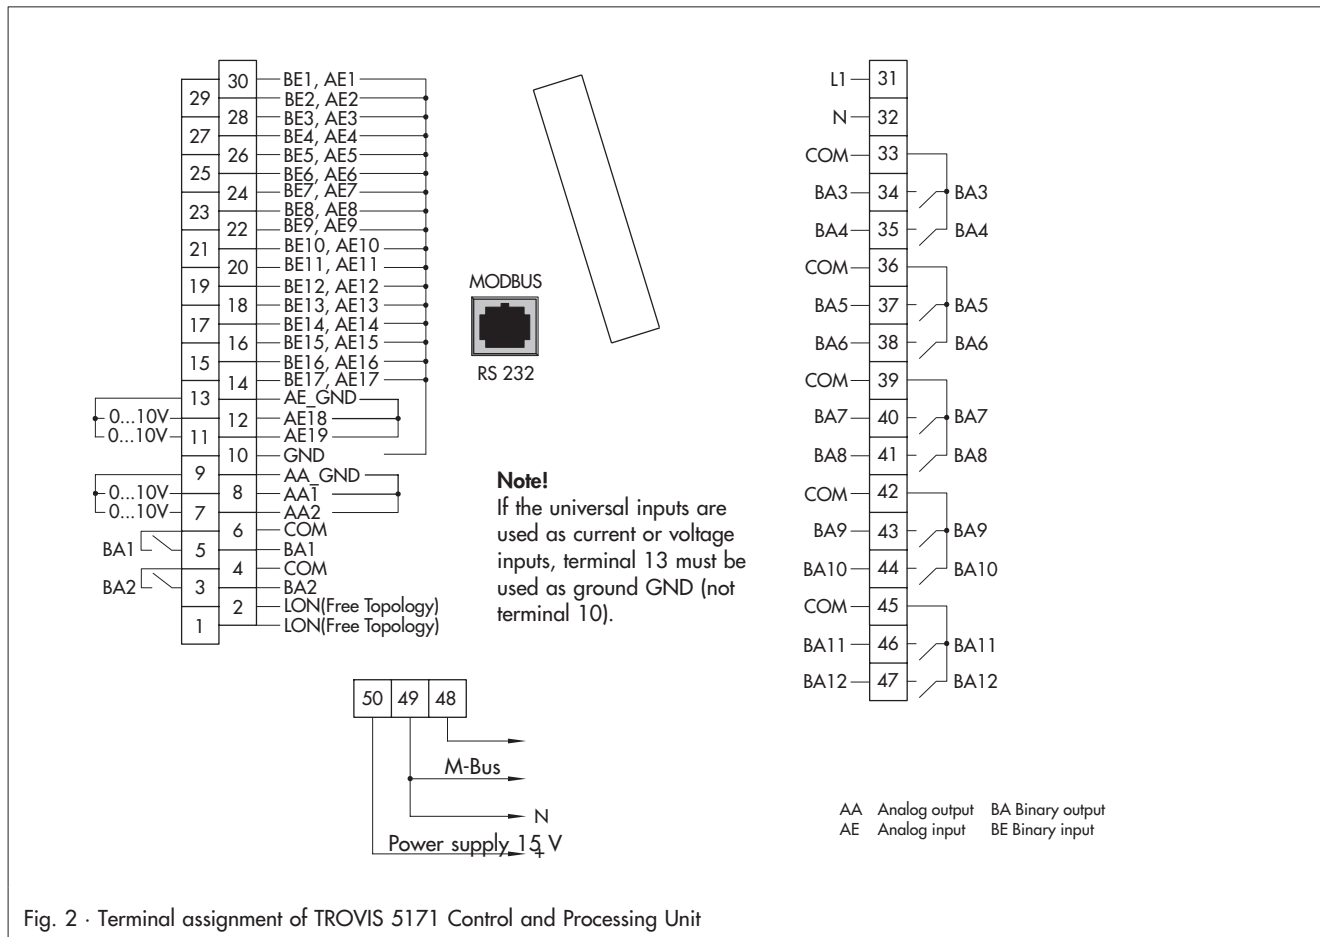 30 BE1, AE1
29 BE2, AE2
28 BE3, AE3
27 BE4, AE4
26 BE5, AE5
25 BE6, AE6
24 BE7, AE7
23 BE8, AE8
22 BE9, AE9
21 BE10, AE10
20 BE11, AE11
19 BE12, AE12
18 BE13, AE13
17 BE14, AE14
16 BE15, AE15
15 BE16, AE16
14 BE17, AE17
13 AE_GND
0...10V 12 AE18
0...10V 11 AE19
10 GND
9 AA_GND
0...10V 8 AA1
0...10V 7 AA2
6 COM
BA1 5 BA1
4 COM
BA2 3 BA2
2 LON(Free Topology)
1 LON(Free Topology)
MODBUS
RS 232
Note!
If the universal inputs are
used as current or voltage
inputs, terminal 13 must be
used as ground GND (not
terminal 10).
L1 31
N 32
COM 33
BA3 34 BA3
BA4 35 BA4
COM 36
BA5 37 BA5
BA6 38 BA6
COM 39
BA7 40 BA7
BA8 41 BA8
COM 42
BA9 43 BA9
BA10 44 BA10
COM 45
BA11 46 BA11
BA12 47 BA12
50 49 48
M-Bus
N
Power supply 15 V
+
AA Analog output BA Binary output
AE Analog input BE Binary input
Fig. 2 · Terminal assignment of TROVIS 5171 Control and Processing Unit